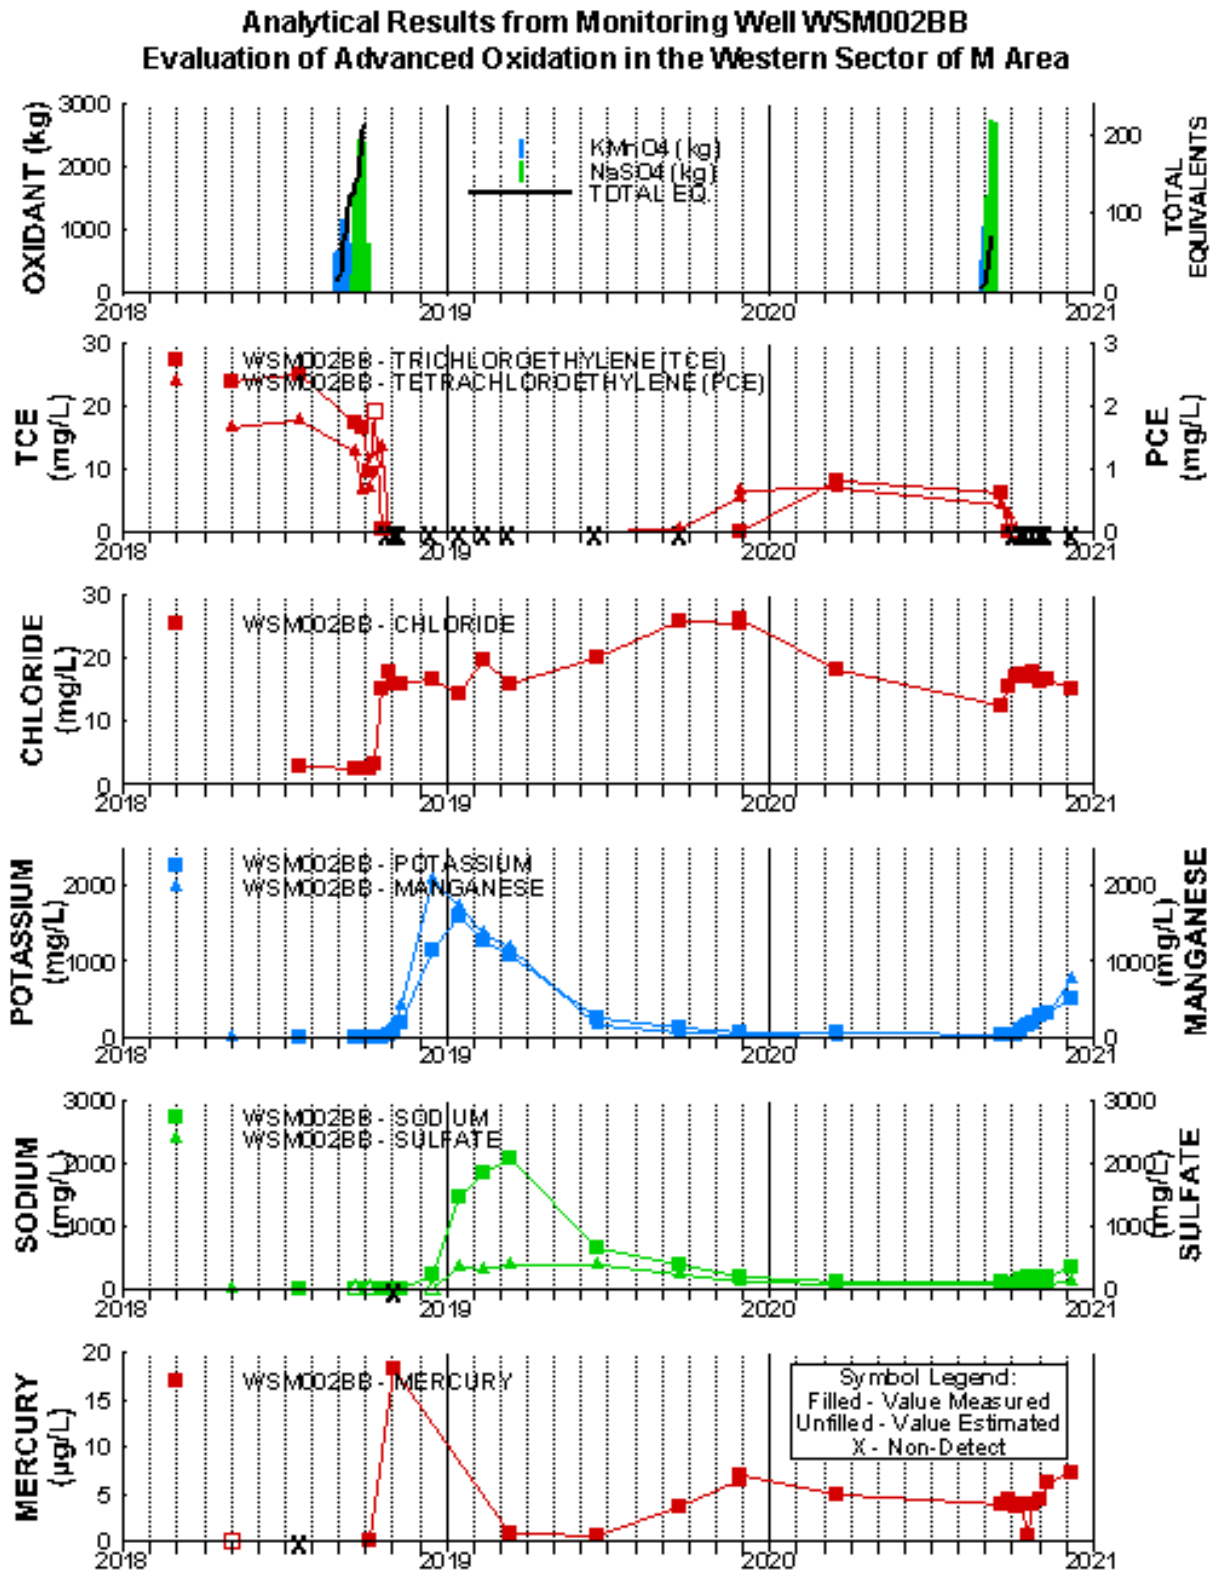 Analytical Results from Monitoring Well WSM002BB
Evaluation of Advanced Oxidation in the Western Sector of M Area
OXIDANT (kg)
3000
2000
1000
0
KMnO4 (kg)
NaSO4 (kg)
TOTAL EQ.
200
100
0
TOTAL
EQUIVALENTS
2018
2019
2020
2021
TCE
(mg/L)
30
20
10
0
WSM002BB - TRICHLOROETHYLENE (TCE)
WSM002BB - TETRACHLOROETHYLENE (PCE)
3
2
1
0
PCE
(mg/L)
2018
2019
2020
2021
CHLORIDE
(mg/L)
30
20
10
0
WSM002BB - CHLORIDE
2018
2019
2020
2021
POTASSIUM
(mg/L)
2000
1000
0
WSM002BB - POTASSIUM
WSM002BB - MANGANESE
2000
1000
0
(mg/L)
MANGANESE
2018
2019
2020
2021
SODIUM
(mg/L)
3000
2000
1000
0
WSM002BB - SODIUM
WSM002BB - SULFATE
3000
2000
1000
0
(mg/L)
SULFATE
2018
2019
2020
2021
MERCURY
(µg/L)
20
15
10
5
0
WSM002BB - MERCURY
Symbol Legend:
Filled - Value Measured
Unfilled - Value Estimated
X - Non-Detect
2018
2019
2020
2021